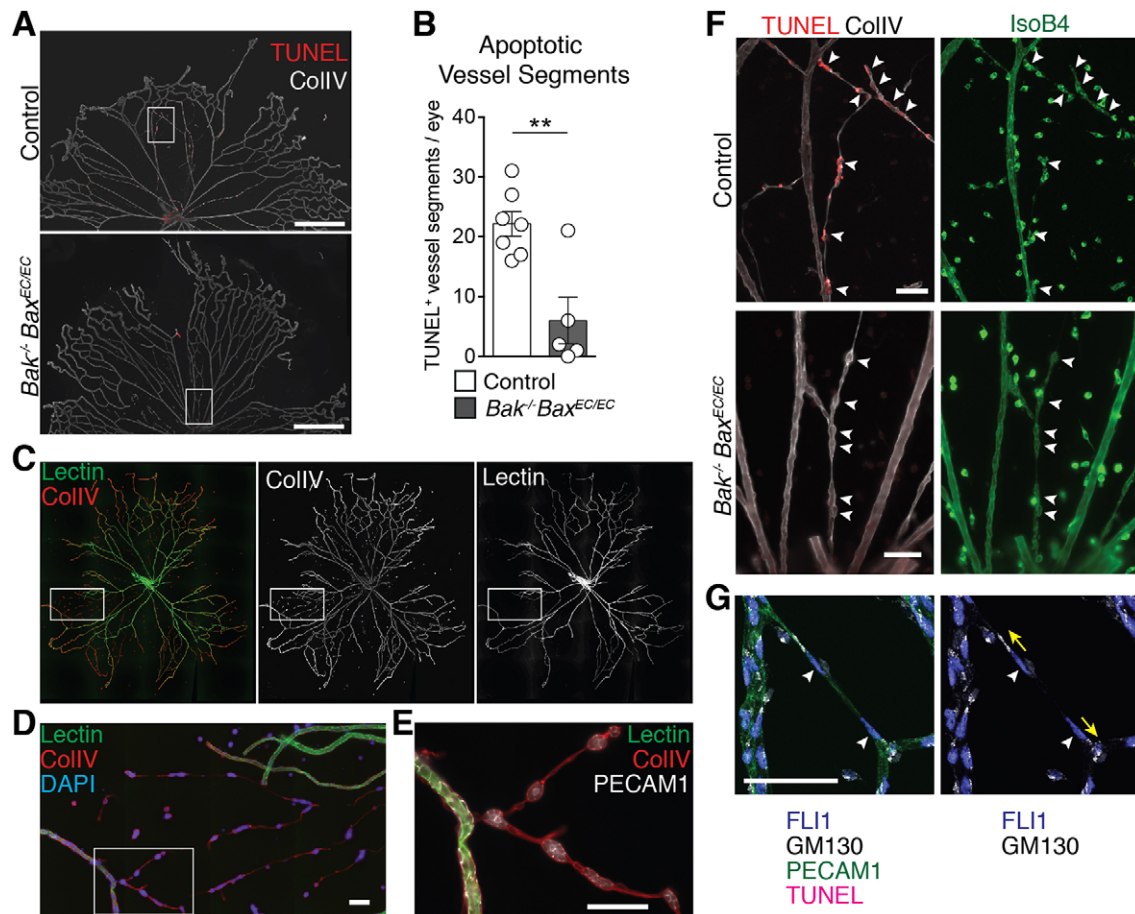 A
TUNEL
ColIV
Control
Bak-/- BaxEC/EC
B
Apoptotic
Vessel Segments
TUNEL+ vessel segments / eye
40
30
20
10
0
**
Control
Bak-/-BaxEC/EC
C
Lectin
ColIV
ColIV
Lectin
D
Lectin
ColIV
DAPI
E
Lectin
ColIV
PECAM1
F
TUNEL ColIV
IsoB4
Control
Bak-/- BaxEC/EC
G
FLI1
GM130
PECAM1
TUNEL
FLI1
GM130